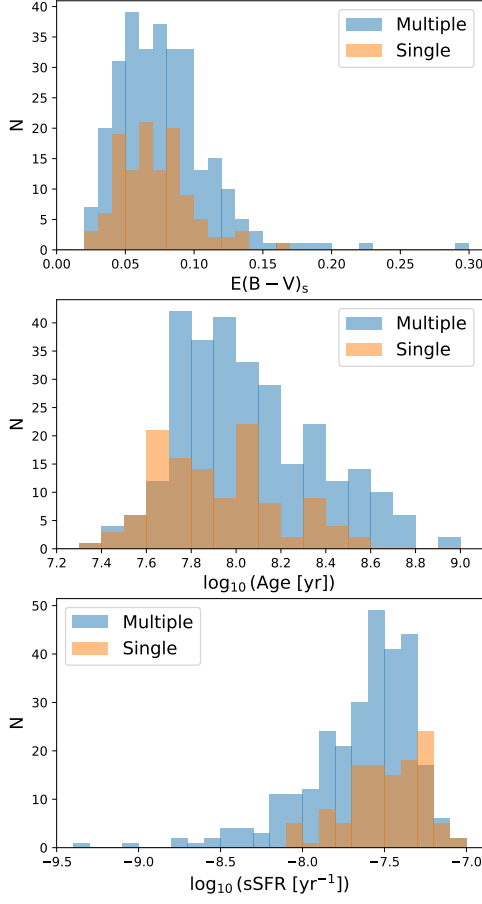 40
35
30
25
20
15
10
5
0
N
Multiple
Single
0.00 0.05 0.10 0.15 0.20 0.25 0.30
E(B − V)s
40
35
30
25
20
15
10
5
0
N
Multiple
Single
7.2 7.4 7.6 7.8 8.0 8.2 8.4 8.6 8.8 9.0
log10 (Age [yr])
50
40
30
20
10
0
N
Multiple
Single
−9.5 −9.0 −8.5 −8.0 −7.5 −7.0
log10 (sSFR [yr−1])